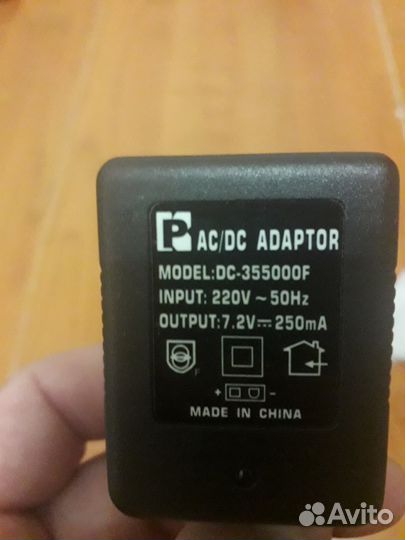 P AC/DC ADAPTOR
MODEL:DC-355000F
INPUT: 220V ~ 50Hz
OUTPUT:7.2V⎓250mA
F
+ −
MADE IN CHINA
Avito